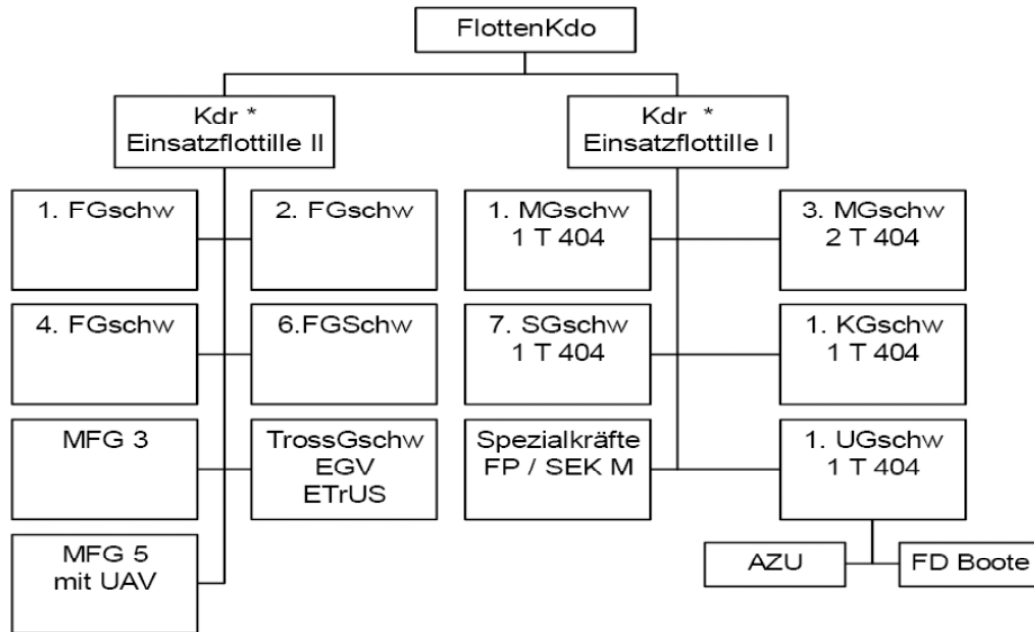 FlottenKdo
Kdr *
Einsatzflottille II
Kdr *
Einsatzflottille I
1. FGschw
2. FGschw
1. MGschw
1 T 404
3. MGschw
2 T 404
4. FGschw
6.FGSchw
7. SGschw
1 T 404
1. KGschw
1 T 404
MFG 3
TrossGschw
EGV
ETrUS
Spezialkräfte
FP / SEK M
1. UGschw
1 T 404
MFG 5
mit UAV
AZU
FD Boote